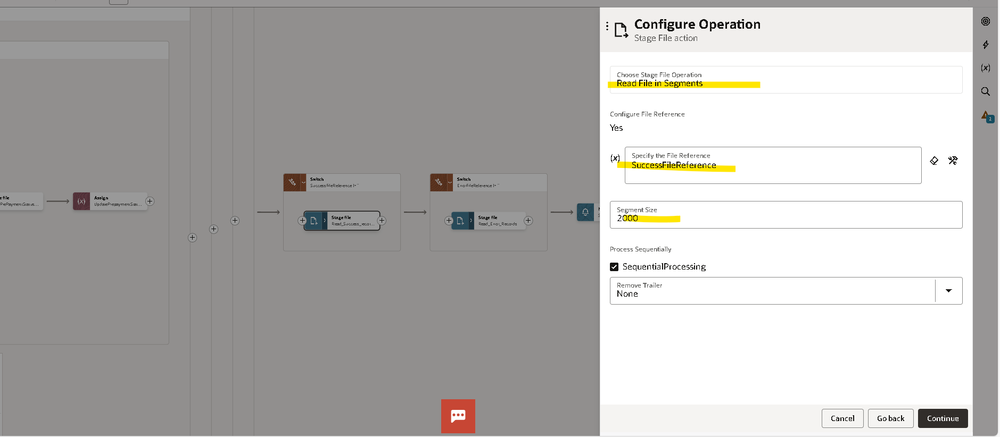 Configure Operation
Stage File action
Choose Stage File Operation
Read File in Segments
Configure File Reference
Yes
(x)
Specify the File Reference
SuccessFileReference
Segment Size
2000
Process Sequentially
SequentialProcessing
Remove Trailer
None
Cancel
Go back
Continue
(x)
2
e file
PrePaymentStatus...
(x)
Assign
UpdatePrepaymentStat...
Switch
SuccessFileReference !=""
Stage file
Read_Success_recor...
Switch
ErrorFileReference !=""
Stage file
Read_Error_Records